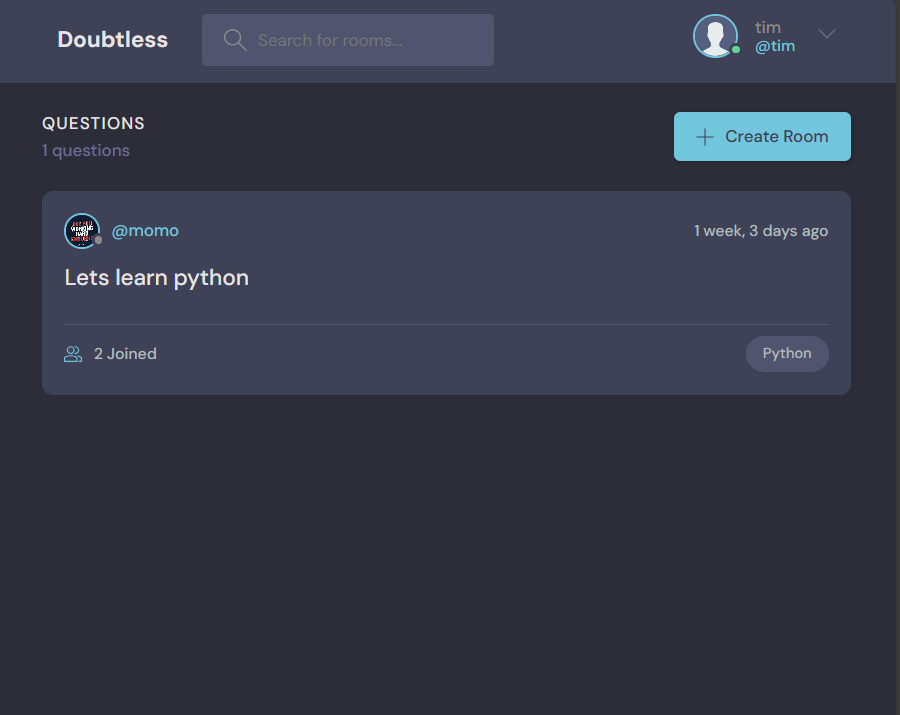 Doubtless
Search for rooms...
tim
@tim
QUESTIONS
1 questions
Create Room
@momo
1 week, 3 days ago
Lets learn python
2 Joined
Python